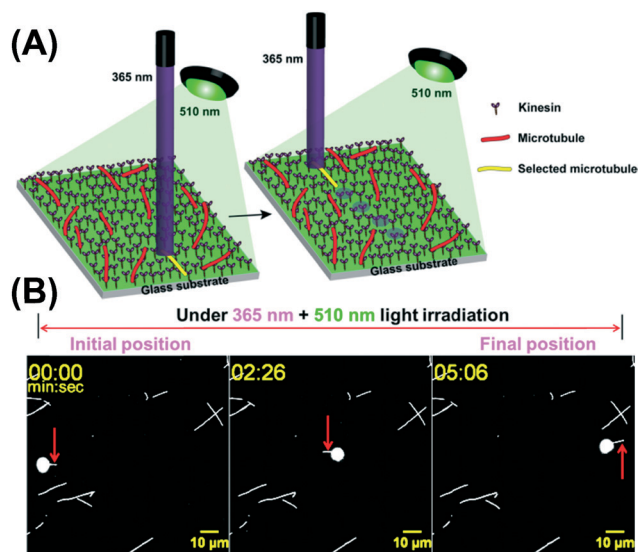 (A)
365 nm
510 nm
365 nm
510 nm
Kinesin
Microtubule
Selected microtubule
Glass substrate
Glass substrate
(B)
Under 365 nm + 510 nm light irradiation
Initial position
Final position
00:00
min:sec
10 µm
02:26
10 µm
05:06
10 µm